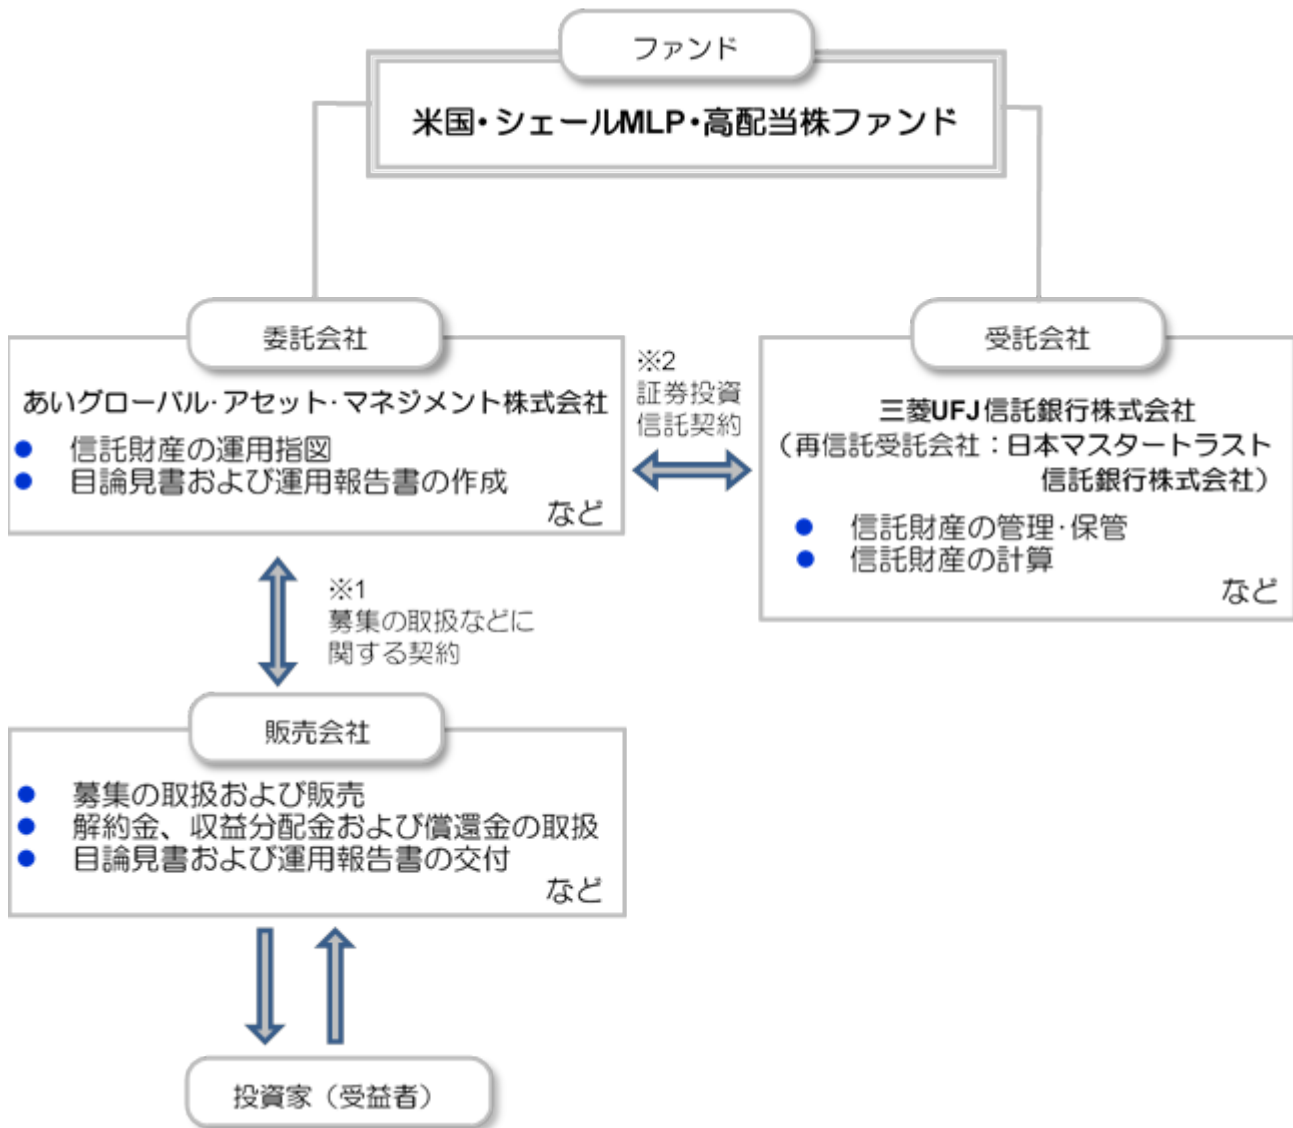 ファンド
米国・シェールMLP・高配当株ファンド
委託会社
あいグローバル・アセット・マネジメント株式会社
● 信託財産の運用指図
● 目論見書および運用報告書の作成
など
※2
証券投資
信託契約
受託会社
三菱UFJ信託銀行株式会社
（再信託受託会社：日本マスタートラスト
信託銀行株式会社）
● 信託財産の管理・保管
● 信託財産の計算
など
※1
募集の取扱などに
関する契約
販売会社
● 募集の取扱および販売
● 解約金、収益分配金および償還金の取扱
● 目論見書および運用報告書の交付
など
投資家（受益者）